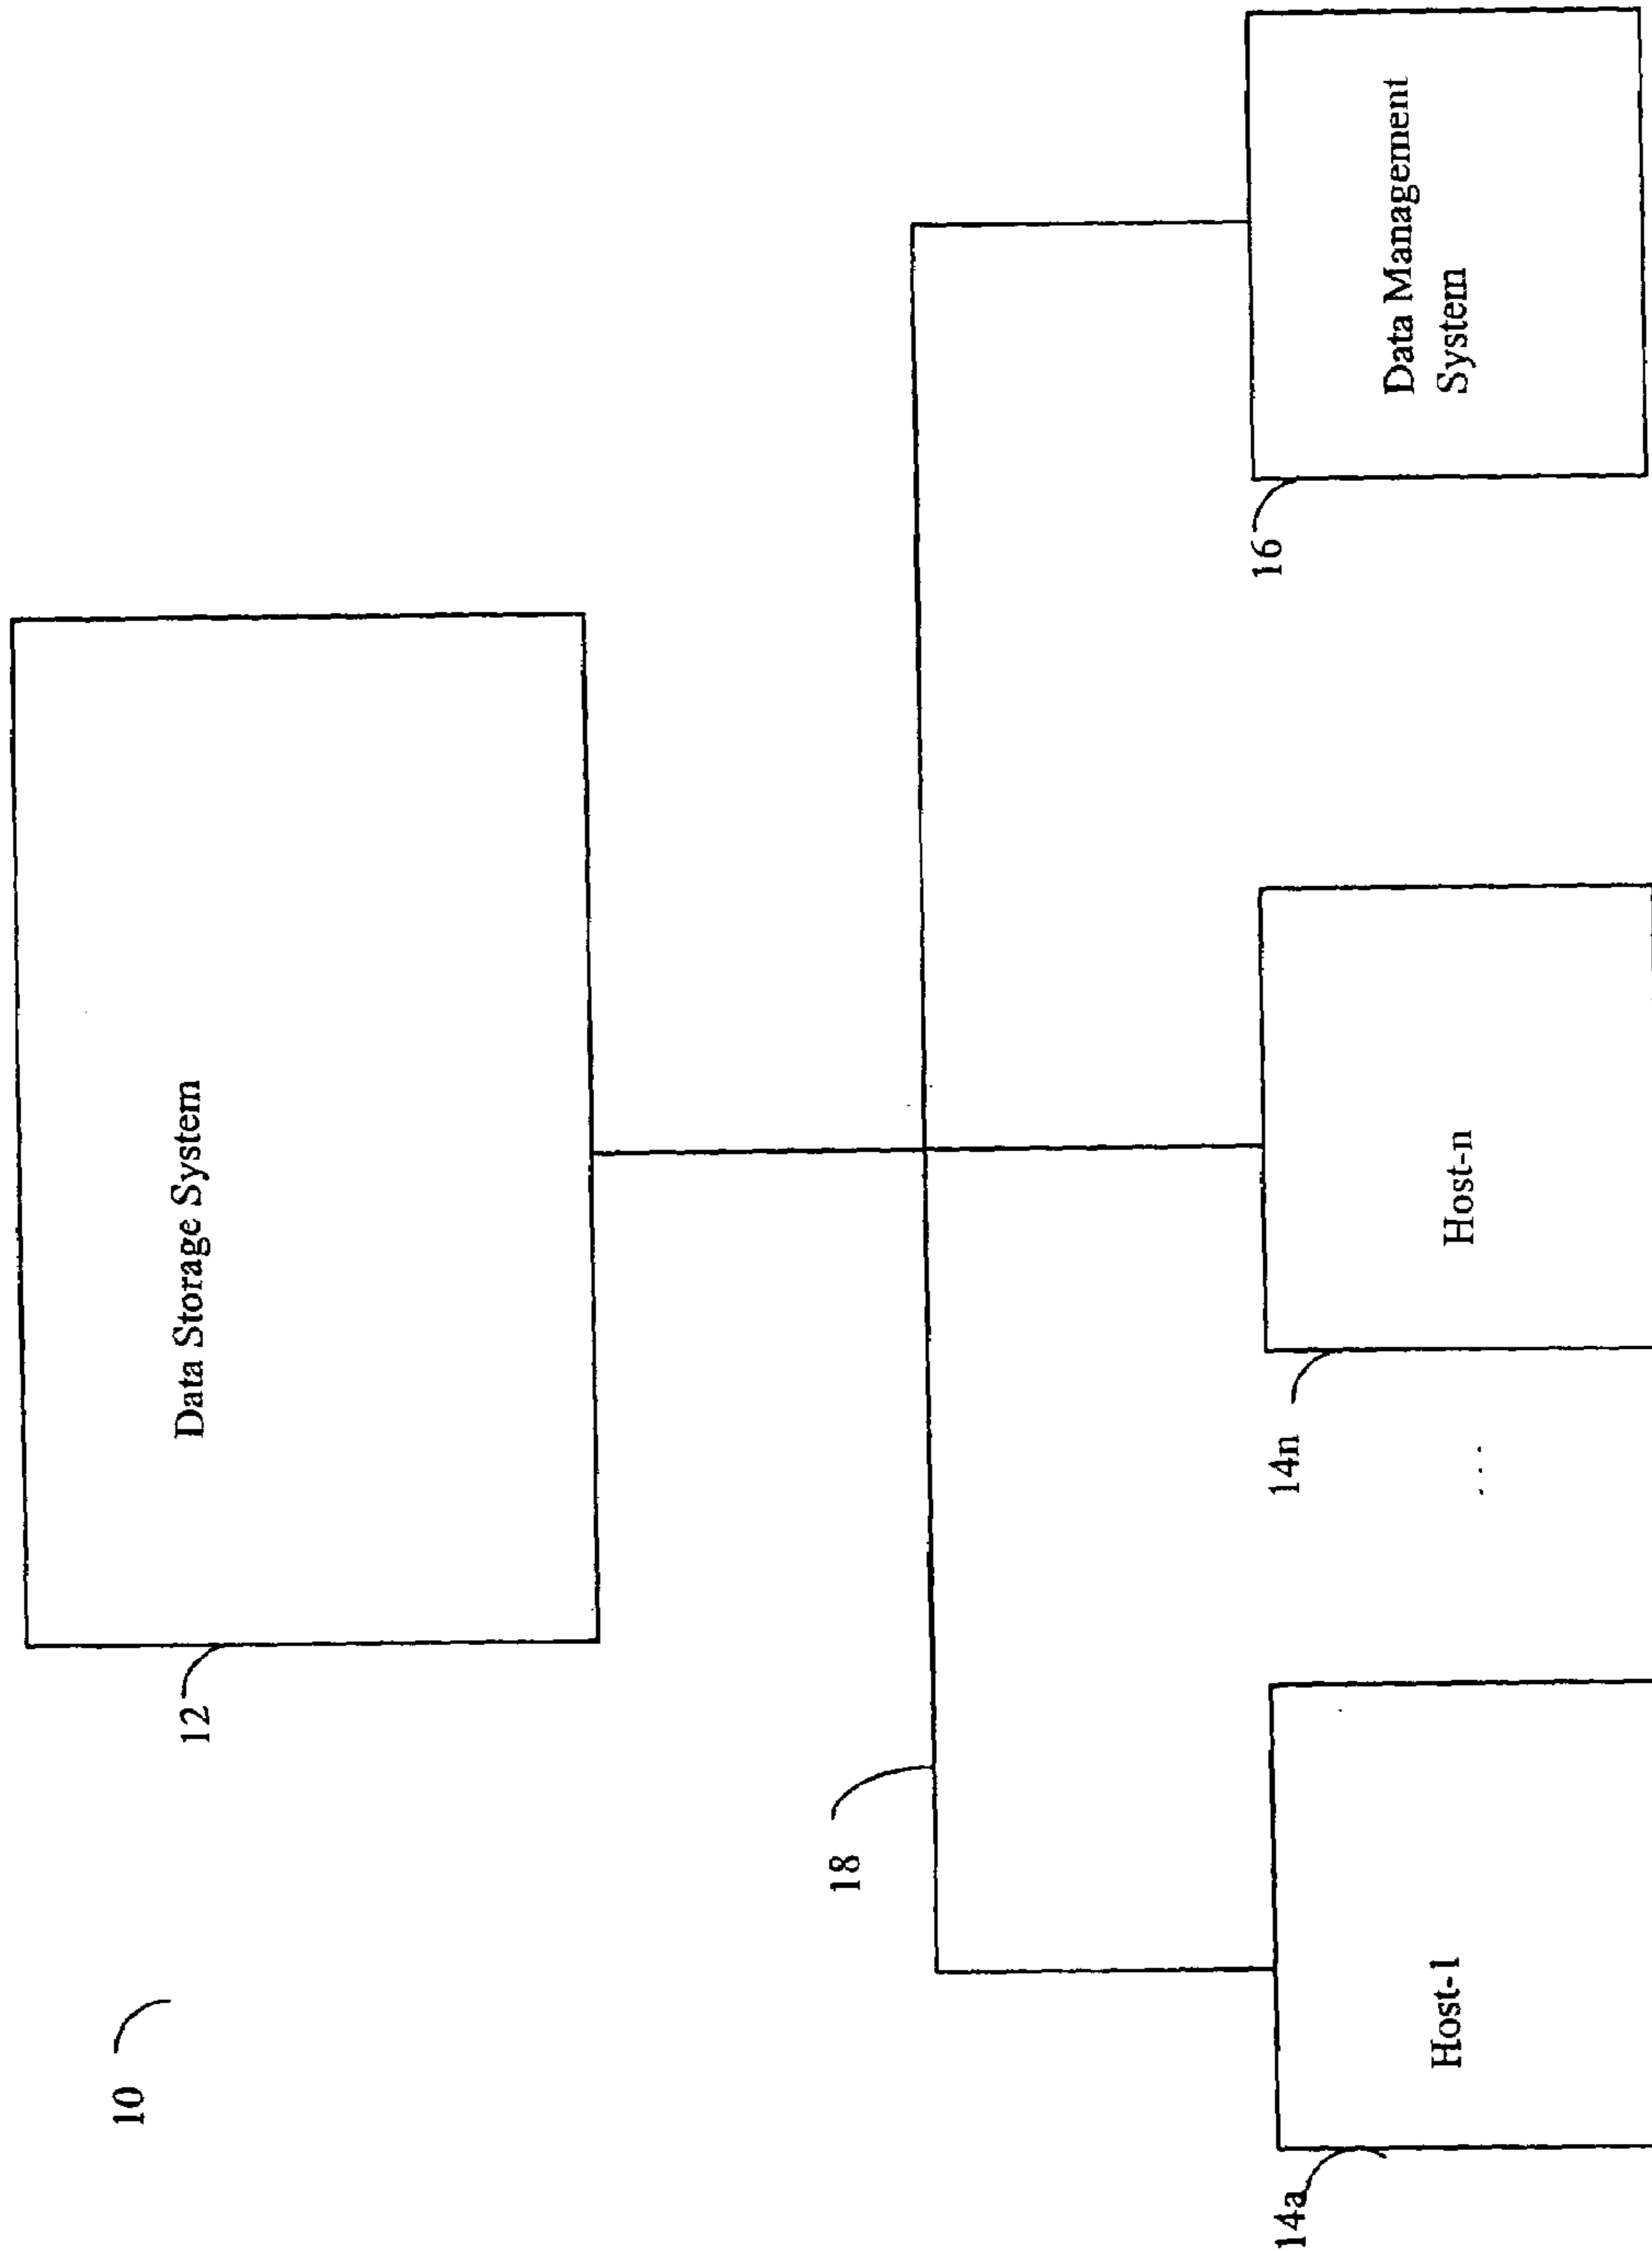 10
12
Data Storage System
18
14a
Host-1
14n
...
Host-n
16
Data Management
System